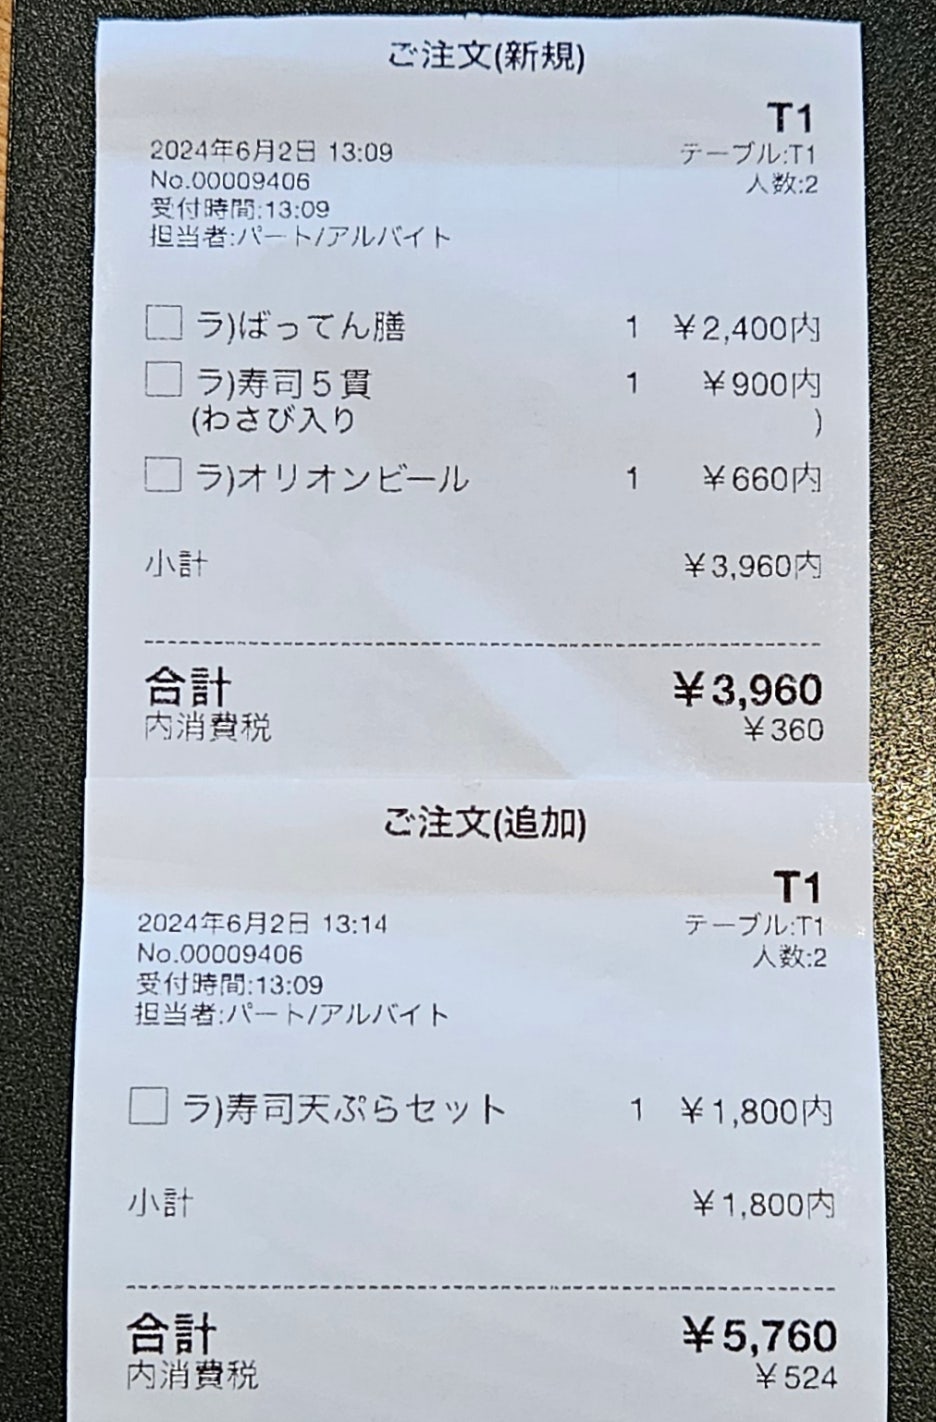 ご注文(新規)
T1
2024年6月2日 13:09 テーブル:T1
No.00009406 人数:2
受付時間:13:09
担当者:パート/アルバイト
ラ)ばってん膳 1 ¥2,400内
ラ)寿司5貫 1 ¥900内
(わさび入り )
ラ)オリオンビール 1 ¥660内
小計 ¥3,960内
合計 ¥3,960
内消費税 ¥360
ご注文(追加)
T1
2024年6月2日 13:14 テーブル:T1
No.00009406 人数:2
受付時間:13:09
担当者:パート/アルバイト
ラ)寿司天ぷらセット 1 ¥1,800内
小計 ¥1,800内
合計 ¥5,760
内消費税 ¥524